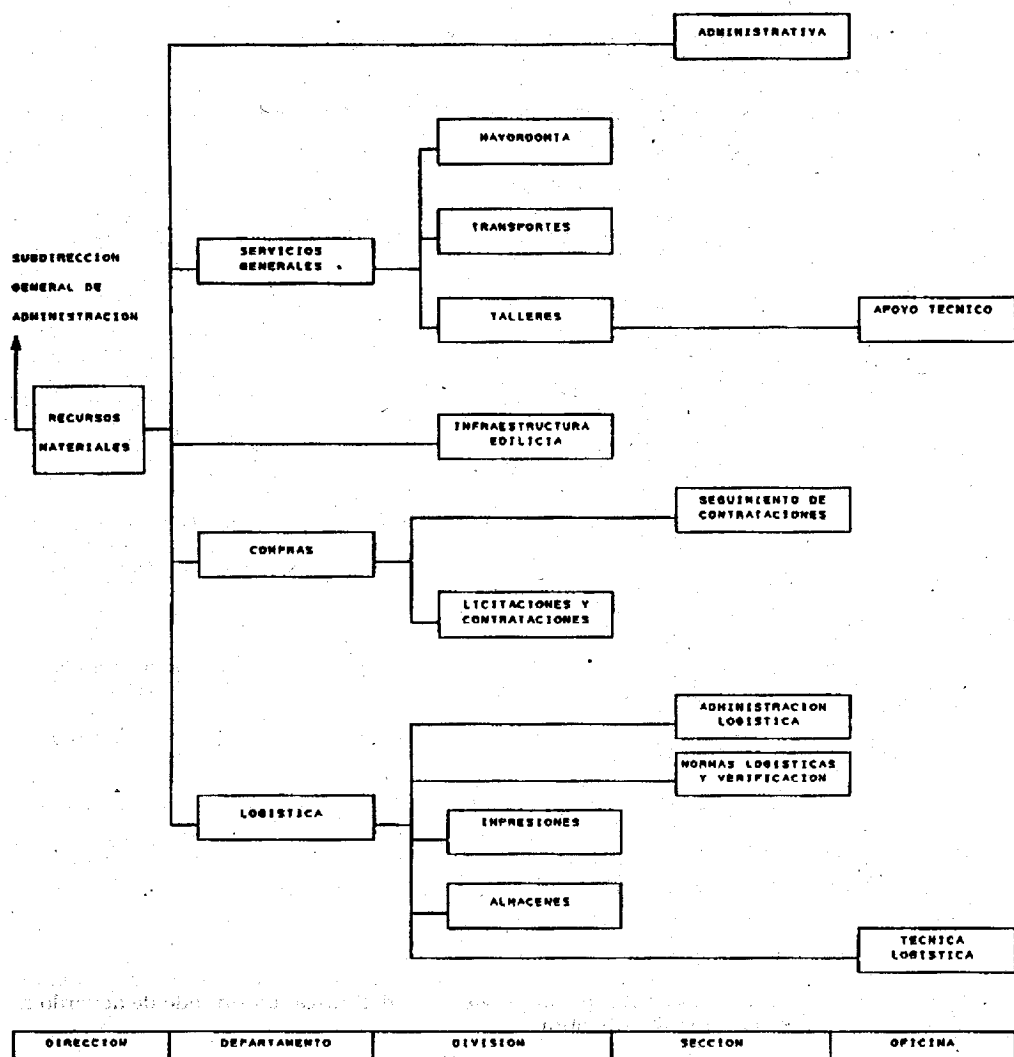 ADMINISTRATIVA
MAYORDOMIA
TRANSPORTES
SERVICIOS
GENERALES
SUBDIRECCION
GENERAL DE
ADMINISTRACION
TALLERES
APOYO TECNICO
RECURSOS
MATERIALES
INFRAESTRUCTURA
EDILICIA
SEGUIMIENTO DE
CONTRATACIONES
COMPRAS
LICITACIONES Y
CONTRATACIONES
ADMINISTRACION
LOGISTICA
NORMAS LOGISTICAS
Y VERIFICACION
LOGISTICA
IMPRESIONES
ALMACENES
TECNICA
LOGISTICA
DIRECCION DEPARTAMENTO DIVISION SECCION OFICINA